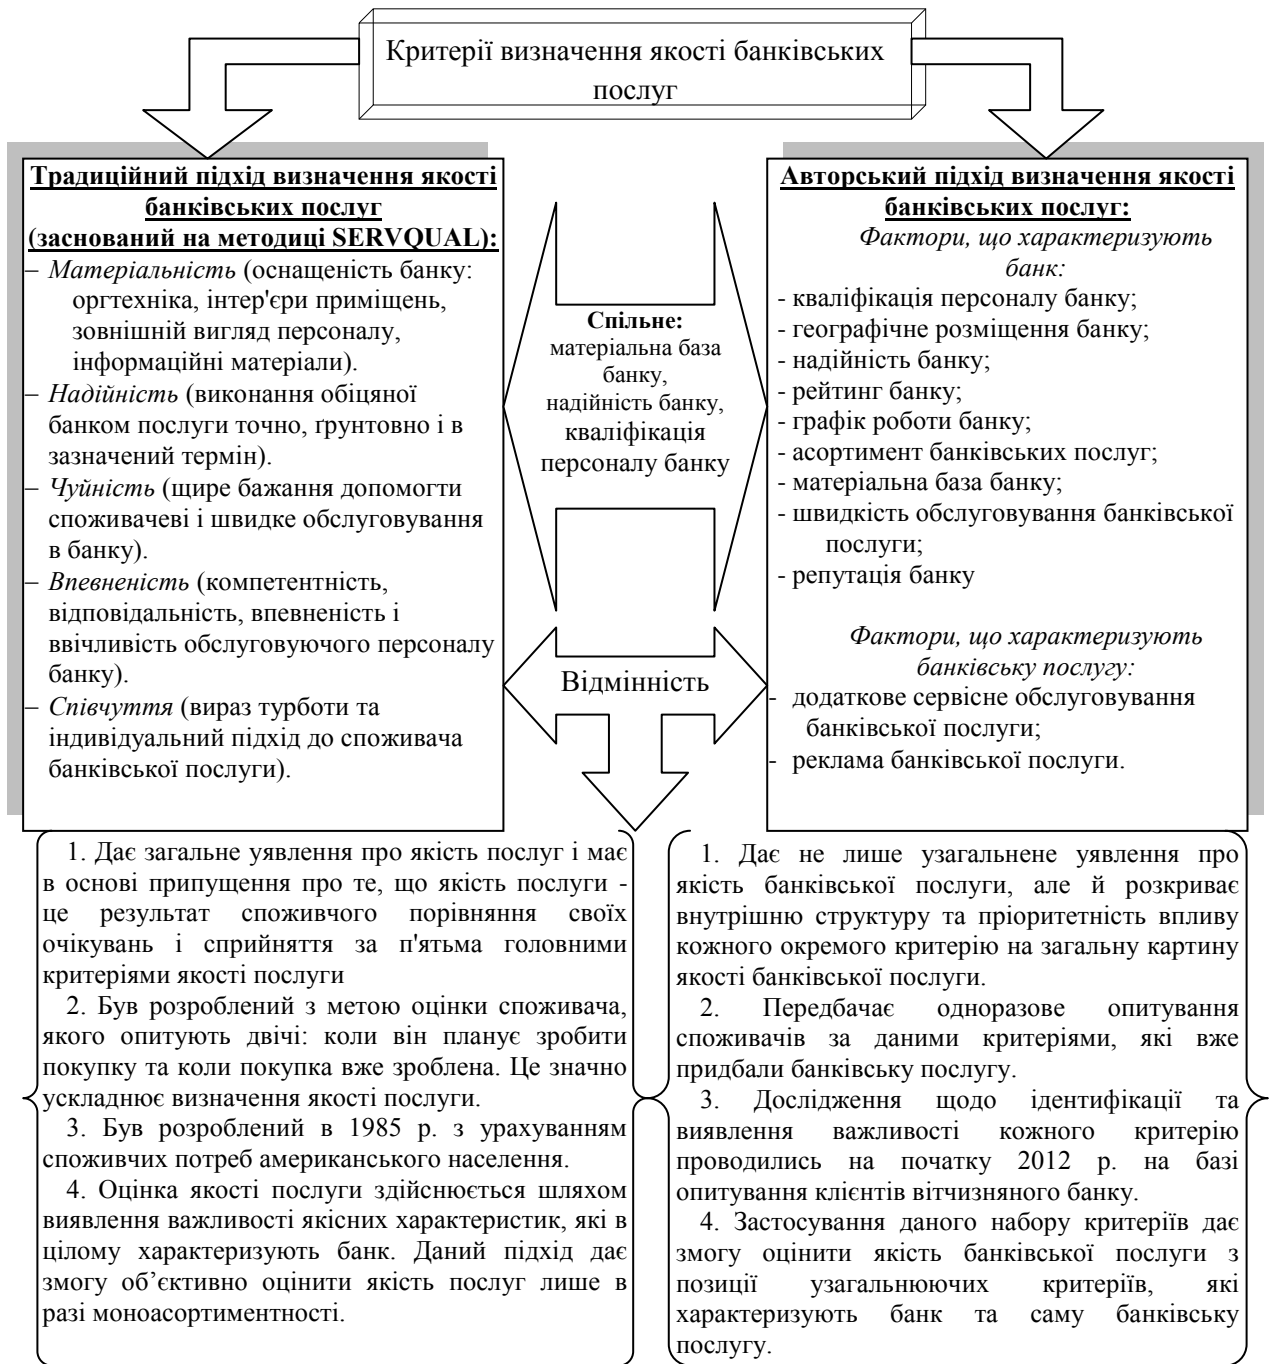 Критерії визначення якості банківських
послуг
Традиційний підхід визначення якості
банківських послуг
(заснований на методиці SERVQUAL):
– Матеріальність (оснащеність банку:
оргтехніка, інтер'єри приміщень,
зовнішній вигляд персоналу,
інформаційні матеріали).
– Надійність (виконання обіцяної
банком послуги точно, ґрунтовно і в
зазначений термін).
– Чуйність (щире бажання допомогти
споживачеві і швидке обслуговування
в банку).
– Впевненість (компетентність,
відповідальність, впевненість і
ввічливість обслуговуючого персоналу
банку).
– Співчуття (вираз турботи та
індивідуальний підхід до споживача
банківської послуги).
Спільне:
матеріальна база
банку,
надійність банку,
кваліфікація
персоналу банку
Відмінність
Авторський підхід визначення якості
банківських послуг:
Фактори, що характеризують
банк:
- кваліфікація персоналу банку;
- географічне розміщення банку;
- надійність банку;
- рейтинг банку;
- графік роботи банку;
- асортимент банківських послуг;
- матеріальна база банку;
- швидкість обслуговування банківської
послуги;
- репутація банку
Фактори, що характеризують
банківську послугу:
- додаткове сервісне обслуговування
банківської послуги;
- реклама банківської послуги.
1. Дає загальне уявлення про якість послуг і має
в основі припущення про те, що якість послуги -
це результат споживчого порівняння своїх
очікувань і сприйняття за п'ятьма головними
критеріями якості послуги
2. Був розроблений з метою оцінки споживача,
якого опитують двічі: коли він планує зробити
покупку та коли покупка вже зроблена. Це значно
ускладнює визначення якості послуги.
3. Був розроблений в 1985 р. з урахуванням
споживчих потреб американського населення.
4. Оцінка якості послуги здійснюється шляхом
виявлення важливості якісних характеристик, які в
цілому характеризують банк. Даний підхід дає
змогу об’єктивно оцінити якість послуг лише в
разі моноасортиментності.
1. Дає не лише узагальнене уявлення про
якість банківської послуги, але й розкриває
внутрішню структуру та пріоритетність впливу
кожного окремого критерію на загальну картину
якості банківської послуги.
2. Передбачає одноразове опитування
споживачів за даними критеріями, які вже
придбали банківську послугу.
3. Дослідження щодо ідентифікації та
виявлення важливості кожного критерію
проводились на початку 2012 р. на базі
опитування клієнтів вітчизняного банку.
4. Застосування даного набору критеріїв дає
змогу оцінити якість банківської послуги з
позиції узагальнюючих критеріїв, які
характеризують банк та саму банківську
послугу.